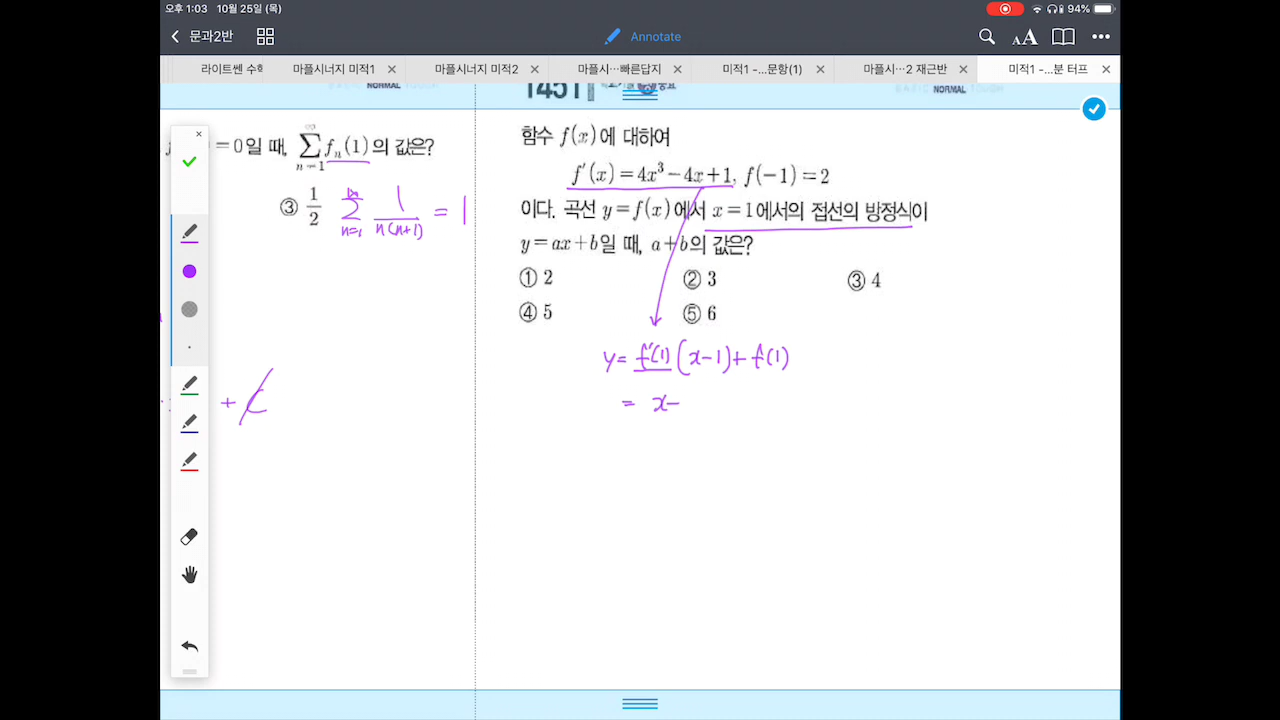 오후 1:03 10월 25일 (목)
94%
문과2반
Annotate
AA
라이트쎈 수학
마플시너지 미적1
마플시너지 미적2
마플시…빠른답지
미적1 -…문항(1)
마플시…2 재근반
미적1 -…분 터프
1451
NORMAL
NORMAL
=0일 때, ∑_{n=1}^{∞} fₙ(1)의 값은?
③ 1/2
∑_{n=1}^{∞} 1/(n(n+1)) = 1
+ C
함수 f(x)에 대하여
f′(x)=4x³−4x+1, f(−1)=2
이다. 곡선 y=f(x)에서 x=1에서의 접선의 방정식이
y=ax+b일 때, a+b의 값은?
① 2 ② 3 ③ 4
④ 5 ⑤ 6
y= f′(1)(x−1)+f(1)
= x−